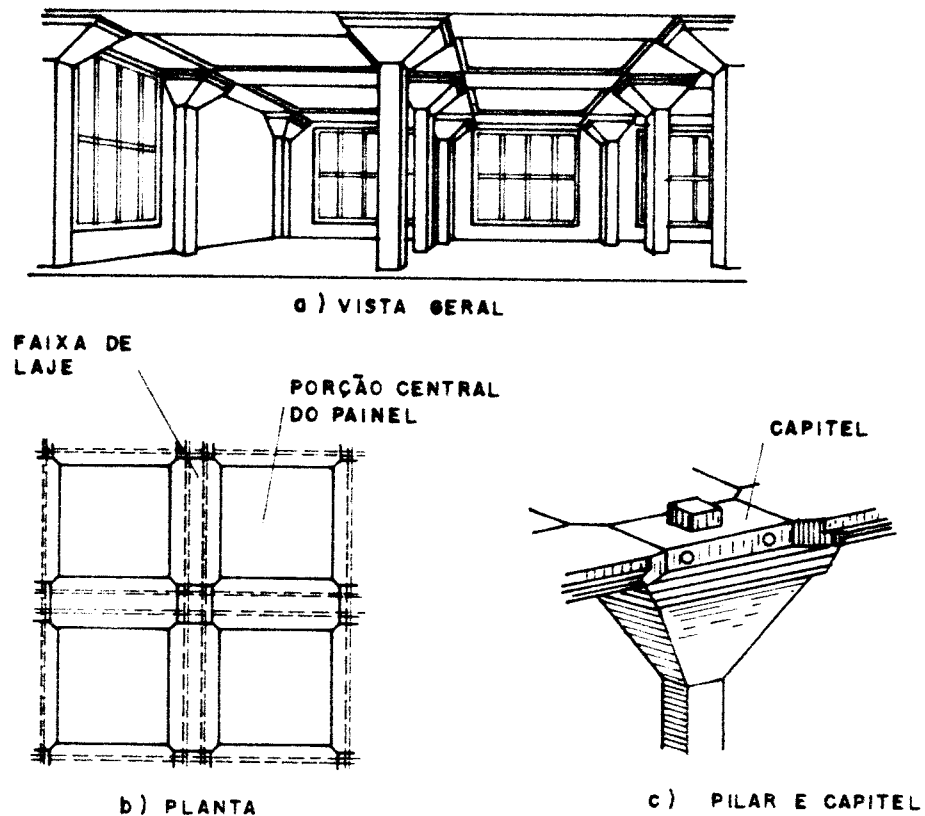 a) VISTA GERAL
FAIXA DE
LAJE
PORÇÃO CENTRAL
DO PAINEL
CAPITEL
b) PLANTA
c) PILAR E CAPITEL